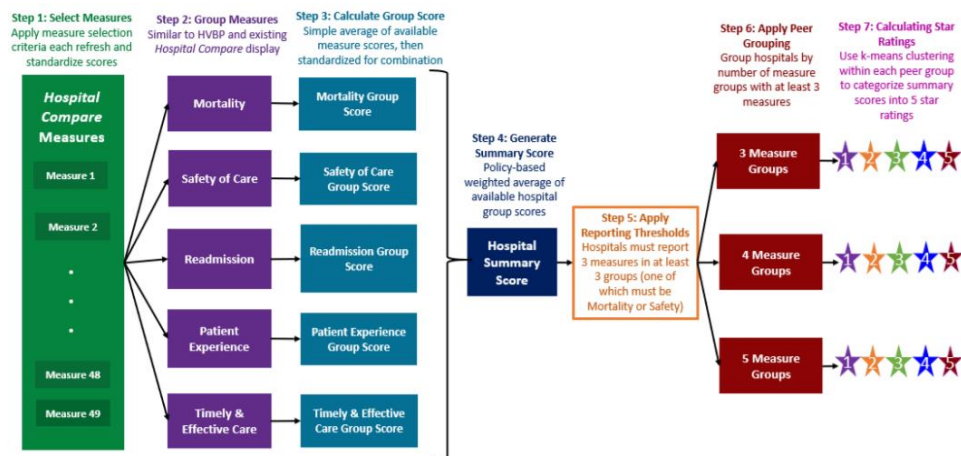 Step 1: Select Measures
Apply measure selection
criteria each refresh and
standardize scores
Hospital
Compare
Measures
Measure 1
Measure 2
Measure 48
Measure 49
Step 2: Group Measures
Similar to HVBP and existing
Hospital Compare display
Mortality
Safety of Care
Readmission
Patient
Experience
Timely &
Effective Care
Step 3: Calculate Group Score
Simple average of available
measure scores, then
standardized for combination
Mortality Group
Score
Safety of Care
Group Score
Readmission Group
Score
Patient Experience
Group Score
Timely & Effective
Care Group Score
Step 4: Generate
Summary Score
Policy-based
weighted average of
available hospital
group scores
Hospital
Summary
Score
Step 5: Apply
Reporting Thresholds
Hospitals must report
3 measures in at least
3 groups (one of
which must be
Mortality or Safety)
Step 6: Apply Peer
Grouping
Group hospitals by
number of measure
groups with at least 3
measures
3 Measure
Groups
4 Measure
Groups
5 Measure
Groups
Step 7: Calculating Star
Ratings
Use k-means clustering
within each peer group
to categorize summary
scores into 5 star
ratings
1 2 3 4 5
1 2 3 4 5
1 2 3 4 5